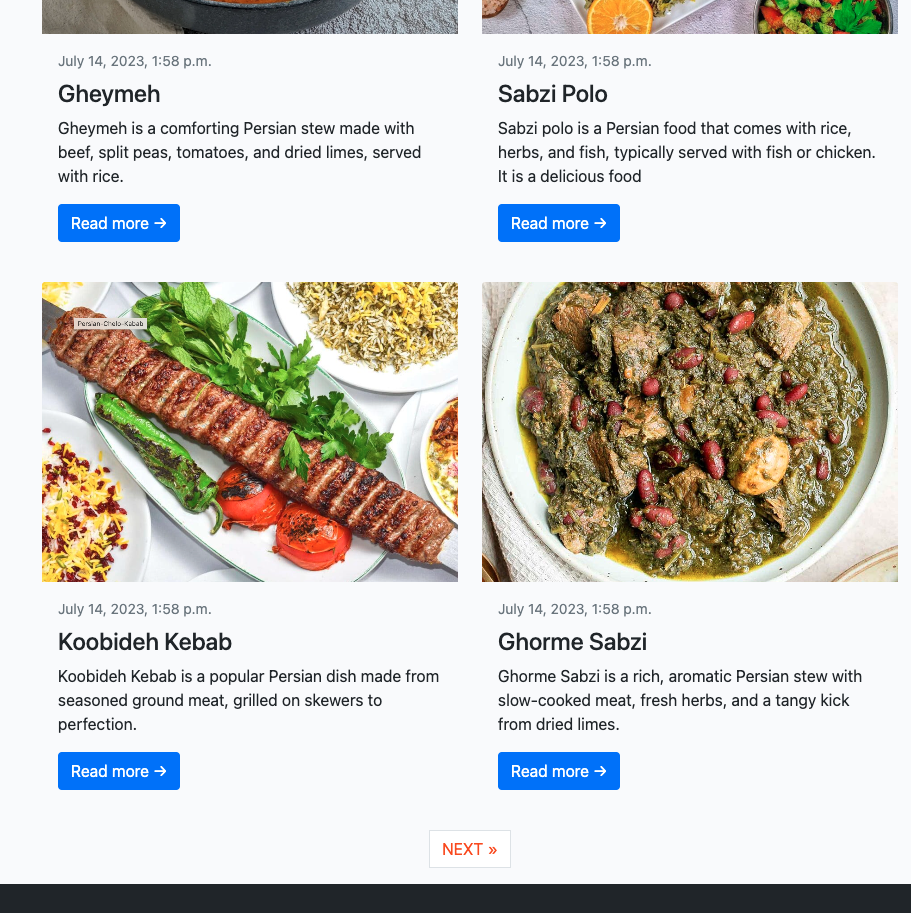 July 14, 2023, 1:58 p.m.
Gheymeh
Gheymeh is a comforting Persian stew made with
beef, split peas, tomatoes, and dried limes, served
with rice.
Read more →
July 14, 2023, 1:58 p.m.
Sabzi Polo
Sabzi polo is a Persian food that comes with rice,
herbs, and fish, typically served with fish or chicken.
It is a delicious food
Read more →
Persian-Chelo-Kabab
July 14, 2023, 1:58 p.m.
Koobideh Kebab
Koobideh Kebab is a popular Persian dish made from
seasoned ground meat, grilled on skewers to
perfection.
Read more →
July 14, 2023, 1:58 p.m.
Ghorme Sabzi
Ghorme Sabzi is a rich, aromatic Persian stew with
slow-cooked meat, fresh herbs, and a tangy kick
from dried limes.
Read more →
NEXT »